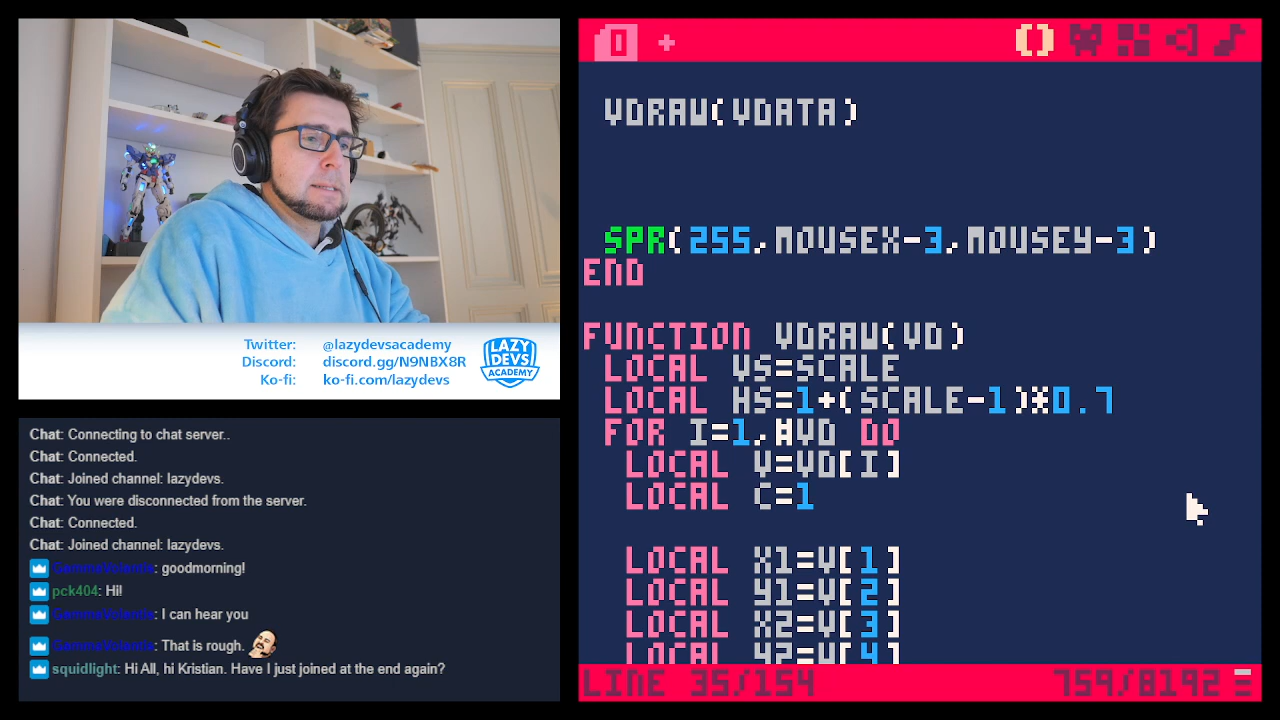 Twitter: @lazydevsacademy
Discord: discord.gg/N9NBX8R
Ko-fi: ko-fi.com/lazydevs
LAZY
DEVS
ACADEMY
Chat: Connecting to chat server..
Chat: Connected.
Chat: Joined channel: lazydevs.
Chat: You were disconnected from the server.
Chat: Connected.
Chat: Joined channel: lazydevs.
GammaVolantis: goodmorning!
pck404: Hi!
GammaVolantis: I can hear you
GammaVolantis: That is rough.
squidlight: Hi All, hi Kristian. Have I just joined at the end again?
0 +
VDRAW(VDATA)
SPR(255,MOUSEX-3,MOUSEY-3)
END
FUNCTION VDRAW(VD)
LOCAL VS=SCALE
LOCAL HS=1+(SCALE-1)*0.7
FOR I=1,#VD DO
LOCAL V=VD[I]
LOCAL C=1
LOCAL X1=V[1]
LOCAL Y1=V[2]
LOCAL X2=V[3]
LOCAL Y2=V[4]
LINE 35/154 759/8192